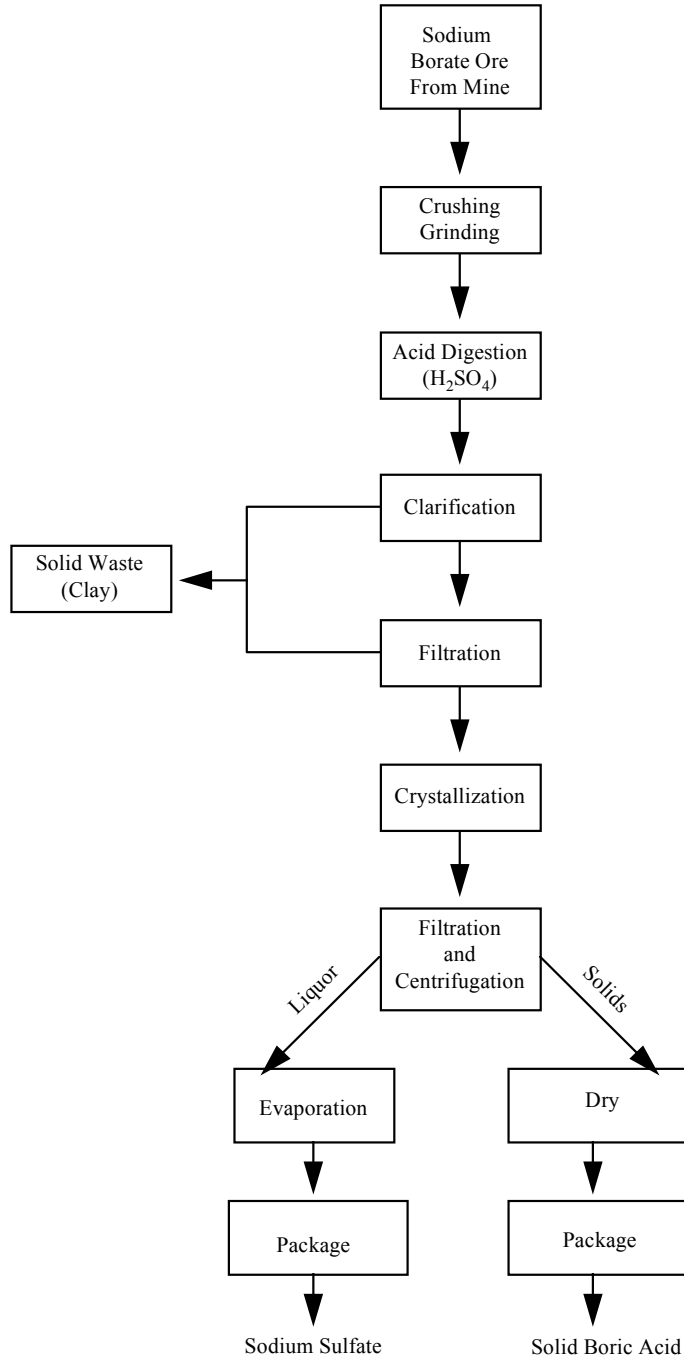 Sodium
Borate Ore
From Mine
Crushing
Grinding
Acid Digestion
(H₂SO₄)
Clarification
Solid Waste
(Clay)
Filtration
Crystallization
Filtration
and
Centrifugation
Liquor
Solids
Evaporation
Dry
Package
Package
Sodium Sulfate
Solid Boric Acid